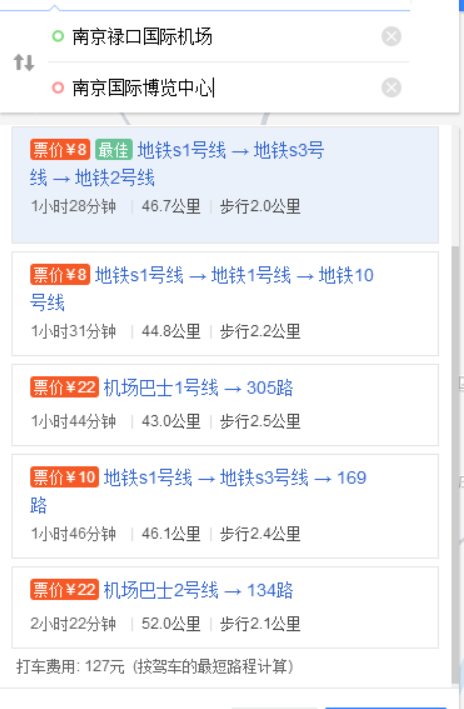 南京禄口国际机场
南京国际博览中心
票价¥8 最佳 地铁s1号线 → 地铁s3号
线 → 地铁2号线
1小时28分钟 | 46.7公里 | 步行2.0公里
票价¥8 地铁s1号线 → 地铁1号线 → 地铁10
号线
1小时31分钟 | 44.8公里 | 步行2.2公里
票价¥22 机场巴士1号线 → 305路
1小时44分钟 | 43.0公里 | 步行2.5公里
票价¥10 地铁s1号线 → 地铁s3号线 → 169
路
1小时46分钟 | 46.1公里 | 步行2.4公里
票价¥22 机场巴士2号线 → 134路
2小时22分钟 | 52.0公里 | 步行2.1公里
打车费用: 127元 (按驾车的最短路程计算)